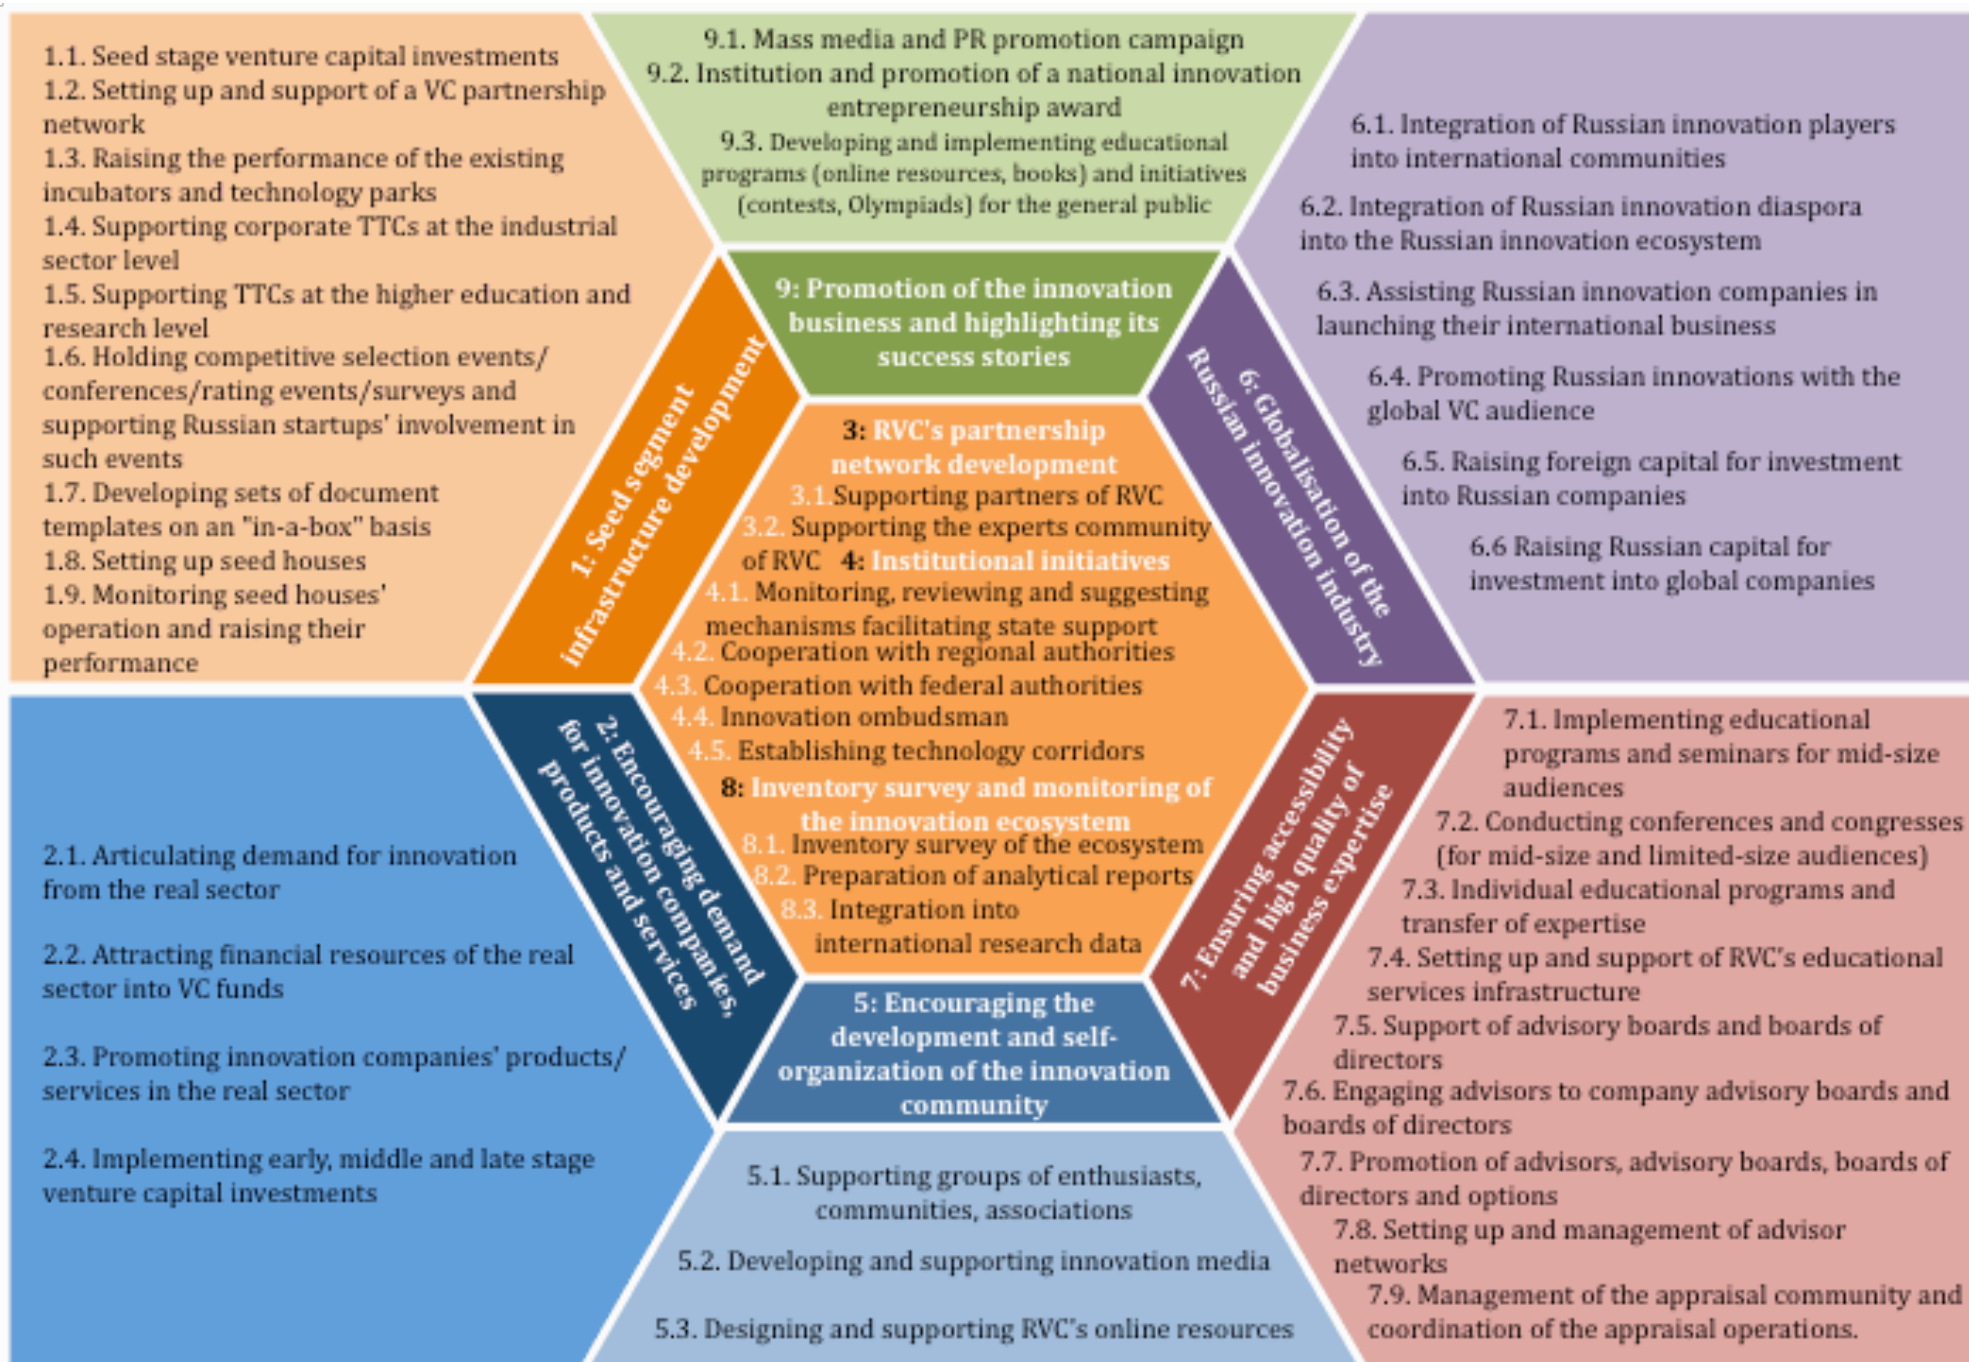 1.1. Seed stage venture capital investments
1.2. Setting up and support of a VC partnership
network
1.3. Raising the performance of the existing
incubators and technology parks
1.4. Supporting corporate TTCs at the industrial
sector level
1.5. Supporting TTCs at the higher education and
research level
1.6. Holding competitive selection events/
conferences/rating events/surveys and
supporting Russian startups' involvement in
such events
1.7. Developing sets of document
templates on an "in-a-box" basis
1.8. Setting up seed houses
1.9. Monitoring seed houses'
operation and raising their
performance
9.1. Mass media and PR promotion campaign
9.2. Institution and promotion of a national innovation
entrepreneurship award
9.3. Developing and implementing educational
programs (online resources, books) and initiatives
(contests, Olympiads) for the general public
6.1. Integration of Russian innovation players
into international communities
6.2. Integration of Russian innovation diaspora
into the Russian innovation ecosystem
6.3. Assisting Russian innovation companies in
launching their international business
6.4. Promoting Russian innovations with the
global VC audience
6.5. Raising foreign capital for investment
into Russian companies
6.6 Raising Russian capital for
investment into global companies
9: Promotion of the innovation
business and highlighting its
success stories
1: Seed segment
infrastructure development
6: Globalisation of the
Russian innovation industry
3: RVC's partnership
network development
3.1.Supporting partners of RVC
3.2. Supporting the experts community
of RVC 4: Institutional initiatives
4.1. Monitoring, reviewing and suggesting
mechanisms facilitating state support
4.2. Cooperation with regional authorities
4.3. Cooperation with federal authorities
4.4. Innovation ombudsman
4.5. Establishing technology corridors
8: Inventory survey and monitoring of
the innovation ecosystem
8.1. Inventory survey of the ecosystem
8.2. Preparation of analytical reports
8.3. Integration into
international research data
2: Encouraging demand
for innovation companies,
products and services
7: Ensuring accessibility
and high quality of
business expertise
5: Encouraging the
development and self-
organization of the innovation
community
2.1. Articulating demand for innovation
from the real sector
2.2. Attracting financial resources of the real
sector into VC funds
2.3. Promoting innovation companies' products/
services in the real sector
2.4. Implementing early, middle and late stage
venture capital investments
5.1. Supporting groups of enthusiasts,
communities, associations
5.2. Developing and supporting innovation media
5.3. Designing and supporting RVC's online resources
7.1. Implementing educational
programs and seminars for mid-size
audiences
7.2. Conducting conferences and congresses
(for mid-size and limited-size audiences)
7.3. Individual educational programs and
transfer of expertise
7.4. Setting up and support of RVC's educational
services infrastructure
7.5. Support of advisory boards and boards of
directors
7.6. Engaging advisors to company advisory boards and
boards of directors
7.7. Promotion of advisors, advisory boards, boards of
directors and options
7.8. Setting up and management of advisor
networks
7.9. Management of the appraisal community and
coordination of the appraisal operations.